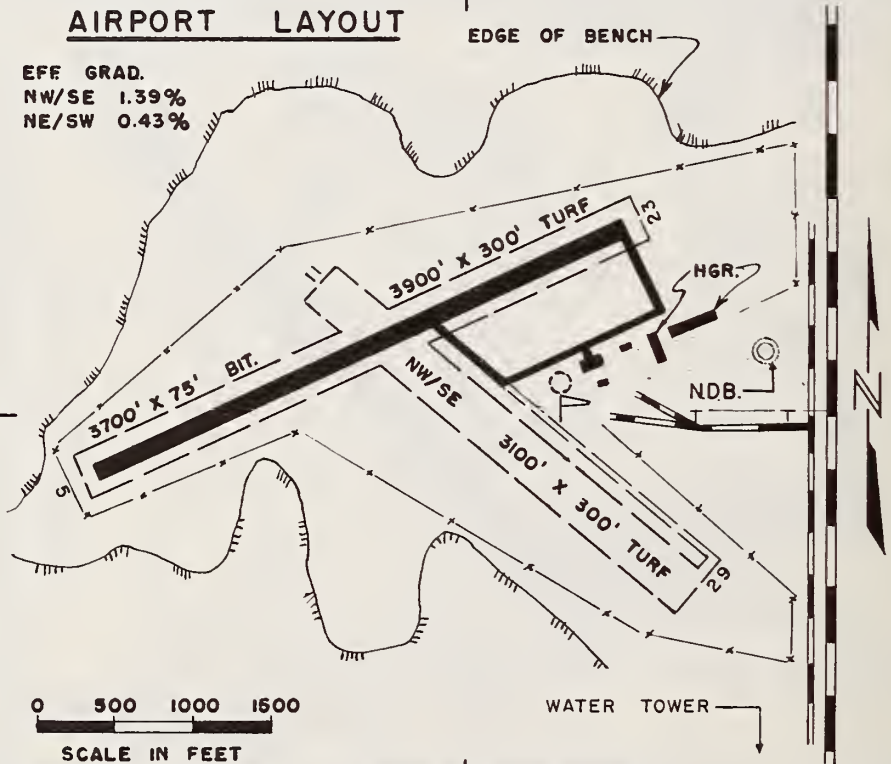 AIRPORT LAYOUT
EDGE OF BENCH
EFF. GRAD.
NW/SE 1.39%
NE/SW 0.43%
3900' X 300' TURF
23
11
HGR.
3700' X 75' BIT.
NW/SE
N.D.B.
N
5
3100' X 300' TURF
29
0 500 1000 1500
SCALE IN FEET
WATER TOWER